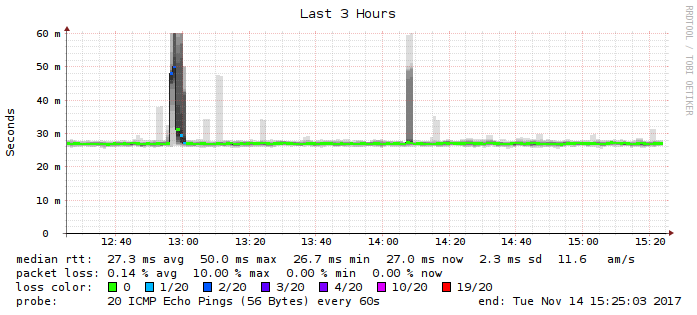 Last 3 Hours
RRDTOOL / TOBI OETIKER
Seconds
60 m
50 m
40 m
30 m
20 m
10 m
0
12:40 13:00 13:20 13:40 14:00 14:20 14:40 15:00 15:20
median rtt: 27.3 ms avg 50.0 ms max 26.7 ms min 27.0 ms now 2.3 ms sd 11.6 am/s
packet loss: 0.14 % avg 10.00 % max 0.00 % min 0.00 % now
loss color: 0 1/20 2/20 3/20 4/20 10/20 19/20
probe: 20 ICMP Echo Pings (56 Bytes) every 60s end: Tue Nov 14 15:25:03 2017